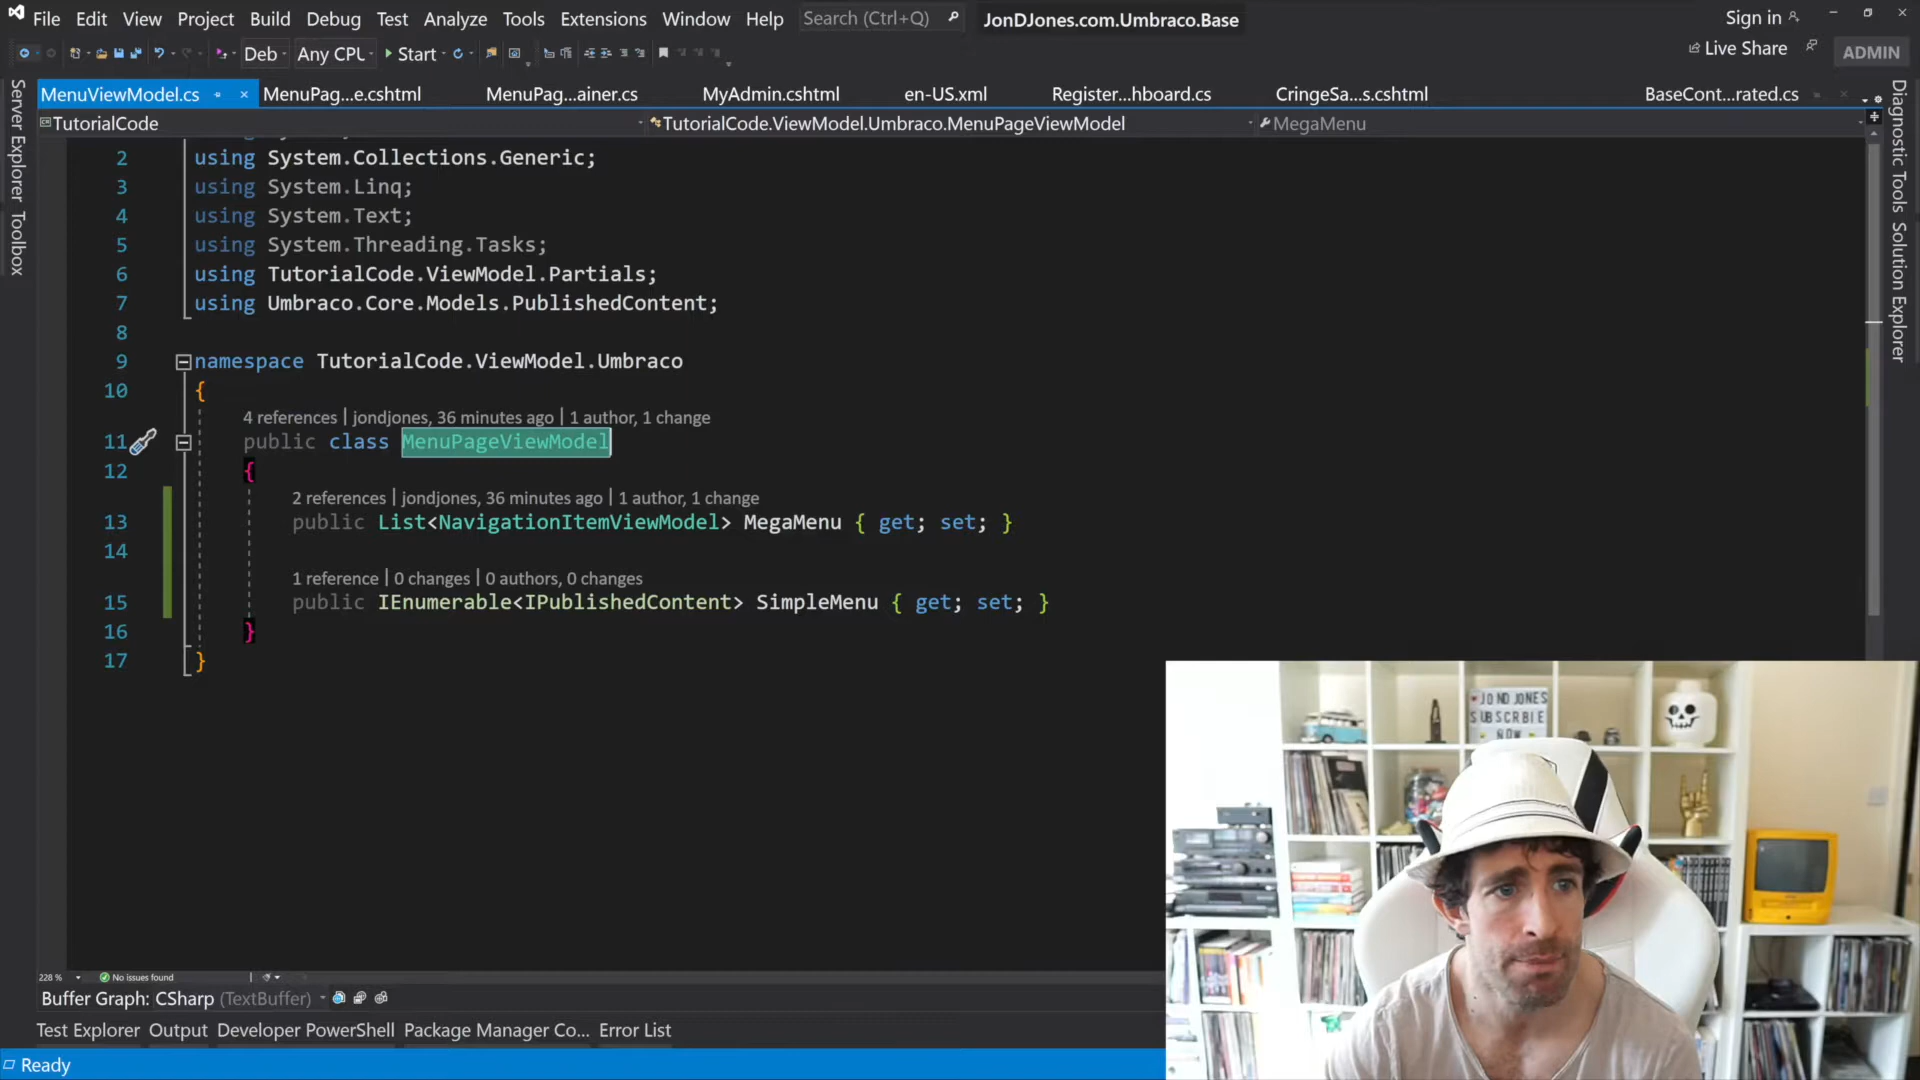 File Edit View Project Build Debug Test Analyze Tools Extensions Window Help Search (Ctrl+Q) JonDJones.com.Umbraco.Base Sign in
Deb Any CPU Start Live Share ADMIN
MenuViewModel.cs MenuPag...e.cshtml MenuPag...ainer.cs MyAdmin.cshtml en-US.xml Register...hboard.cs CringeSa...s.cshtml BaseCont...rated.cs
TutorialCode TutorialCode.ViewModel.Umbraco.MenuPageViewModel MegaMenu
Server Explorer Toolbox
Diagnostic Tools Solution Explorer
2 using System.Collections.Generic;
3 using System.Linq;
4 using System.Text;
5 using System.Threading.Tasks;
6 using TutorialCode.ViewModel.Partials;
7 using Umbraco.Core.Models.PublishedContent;
8
9 namespace TutorialCode.ViewModel.Umbraco
10 {
4 references | jondjones, 36 minutes ago | 1 author, 1 change
11 public class MenuPageViewModel
12 {
2 references | jondjones, 36 minutes ago | 1 author, 1 change
13 public List<NavigationItemViewModel> MegaMenu { get; set; }
14
1 reference | 0 changes | 0 authors, 0 changes
15 public IEnumerable<IPublishedContent> SimpleMenu { get; set; }
16 }
17 }
JONDJONES
SUBSCRBIE
NOW
228 % No issues found
Buffer Graph: CSharp (TextBuffer)
Test Explorer Output Developer PowerShell Package Manager Co... Error List
Ready